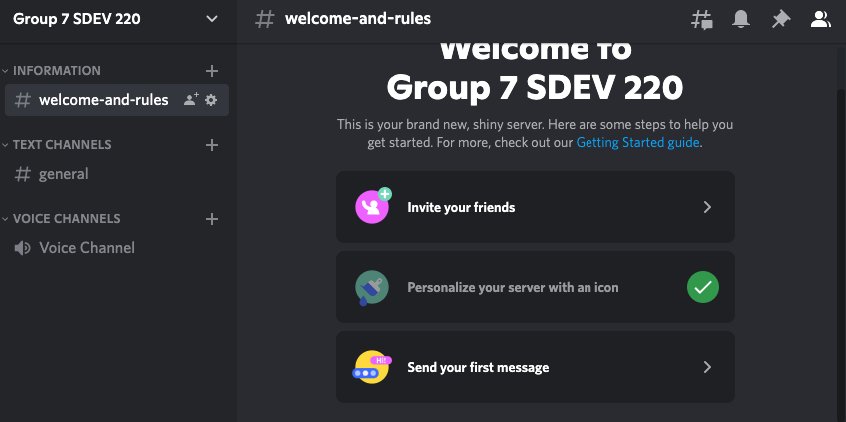 Group 7 SDEV 220
welcome-and-rules
INFORMATION
welcome-and-rules
TEXT CHANNELS
general
VOICE CHANNELS
Voice Channel
Welcome to
Group 7 SDEV 220
This is your brand new, shiny server. Here are some steps to help you
get started. For more, check out our Getting Started guide.
Invite your friends
Personalize your server with an icon
Hi!
Send your first message